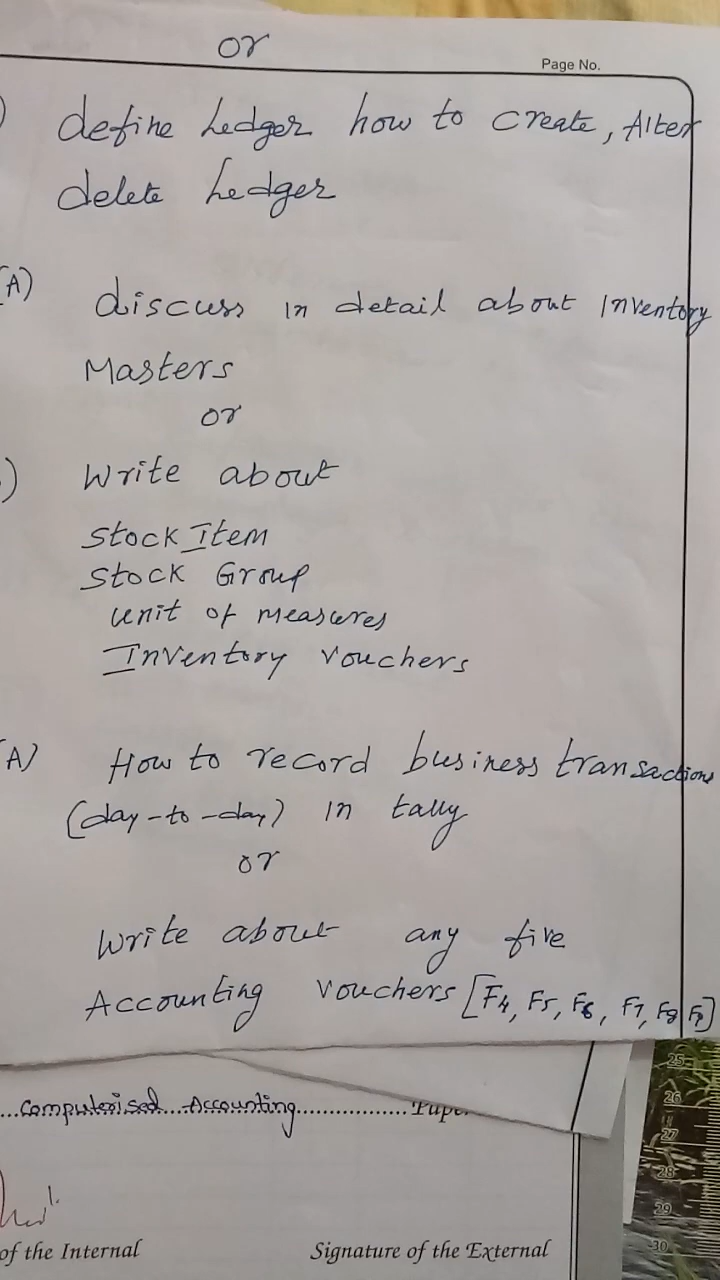 or
Page No.
) define Ledger how to create, Alter
delete Ledger
(A) discuss in detail about Inventory
Masters
or
) Write about
Stock Item
Stock Group
unit of measures
Inventory Vouchers
(A) How to record business transactions
(day-to-day) in tally
or
Write about any five
Accounting Vouchers [F4, F5, F6, F7, F8, F9]
25
26
27
28
29
30
...Computerised....Accounting.................. Pape
of the Internal
Signature of the External